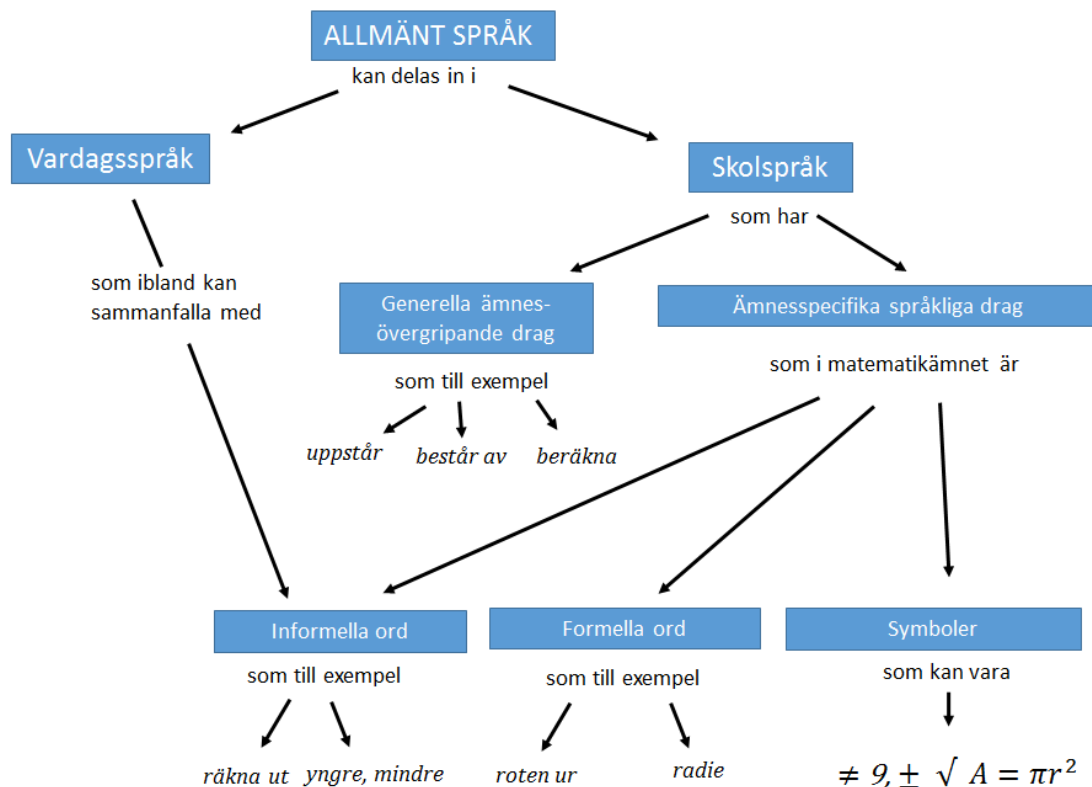 ALLMÄNT SPRÅK
kan delas in i
Vardagsspråk
Skolspråk
som har
som ibland kan
sammanfalla med
Generella ämnes-
övergripande drag
Ämnesspecifika språkliga drag
som till exempel
som i matematikämnet är
uppstår
består av
beräkna
Informella ord
Formella ord
Symboler
som till exempel
som till exempel
som kan vara
räkna ut
yngre, mindre
roten ur
radie
≠ 9, ± √ A = πr²